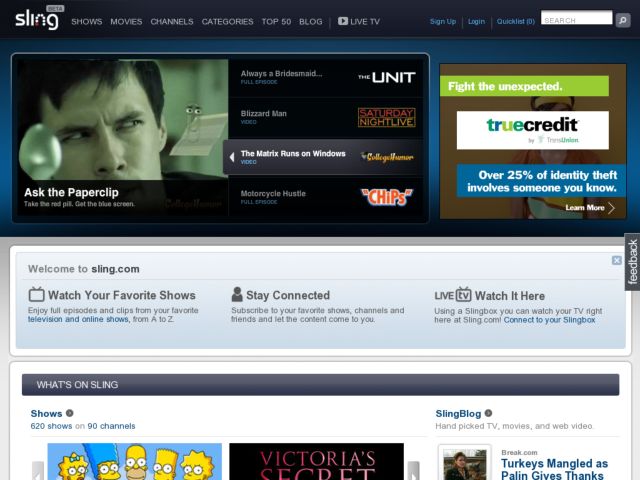 sling BETA
SHOWS MOVIES CHANNELS CATEGORIES TOP 50 BLOG LIVE TV
Sign Up Login Quicklist (0) SEARCH
Always a Bridesmaid...
FULL EPISODE
THE UNIT
Blizzard Man
VIDEO
SATURDAY NIGHT LIVE
The Matrix Runs on Windows
VIDEO
CollegeHumor
Motorcycle Hustle
FULL EPISODE
"CHiPs"
Ask the Paperclip
Take the red pill. Get the blue screen.
CollegeHumor
Fight the unexpected.
truecredit
by TransUnion
Over 25% of identity theft
involves someone you know.
Learn More
feedback
Welcome to sling.com
Watch Your Favorite Shows
Enjoy full episodes and clips from your favorite
television and online shows, from A to Z.
Stay Connected
Subscribe to your favorite shows, channels and
friends and let the content come to you.
LIVE tv Watch It Here
Using a Slingbox you can watch your TV right
here at Sling.com! Connect to your Slingbox
WHAT'S ON SLING
Shows
620 shows on 90 channels
SlingBlog
Hand picked TV, movies, and web video.
VICTORIA'S
SECRET
Break.com
Turkeys Mangled as
Palin Gives Thanks